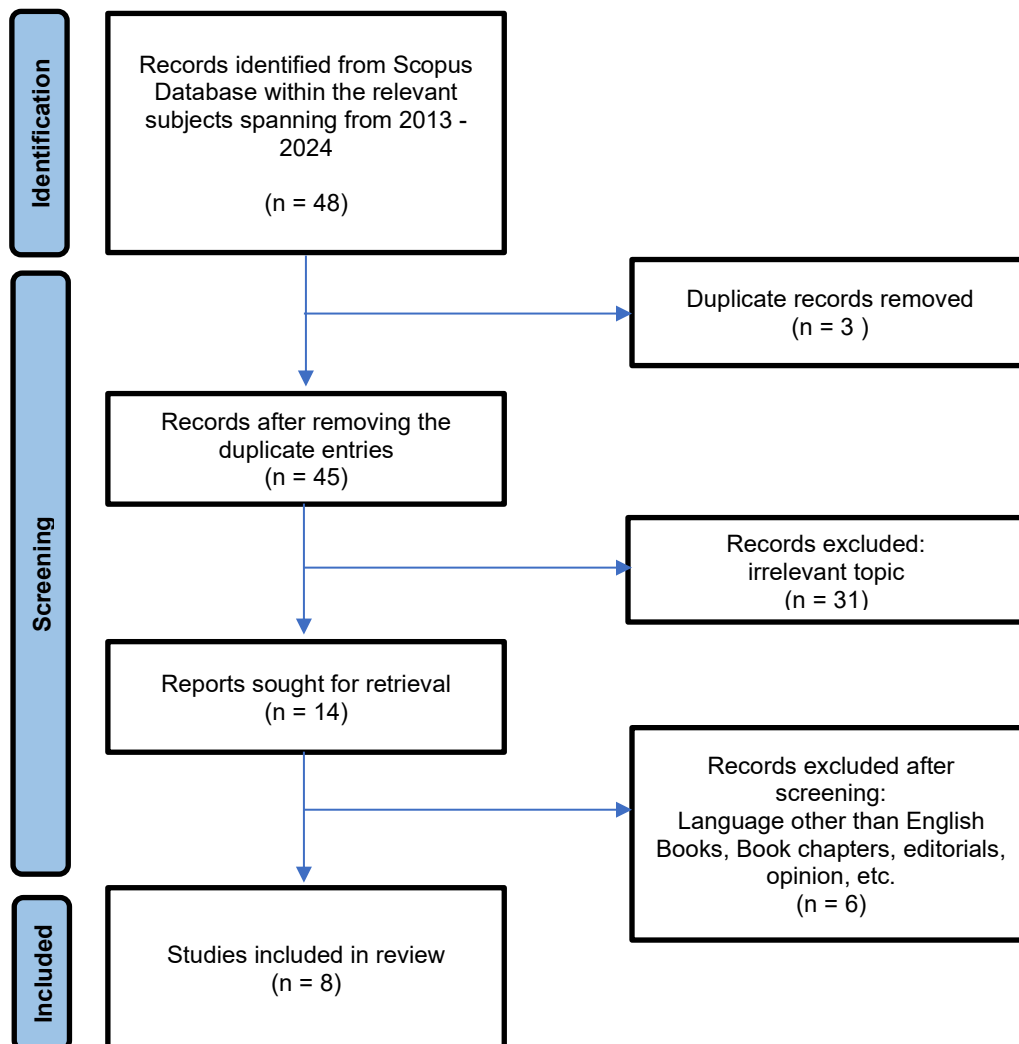 Identification
Records identified from Scopus
Database within the relevant
subjects spanning from 2013 -
2024
(n = 48)
Screening
Duplicate records removed
(n = 3 )
Records after removing the
duplicate entries
(n = 45)
Records excluded:
irrelevant topic
(n = 31)
Reports sought for retrieval
(n = 14)
Records excluded after
screening:
Language other than English
Books, Book chapters, editorials,
opinion, etc.
(n = 6)
Included
Studies included in review
(n = 8)